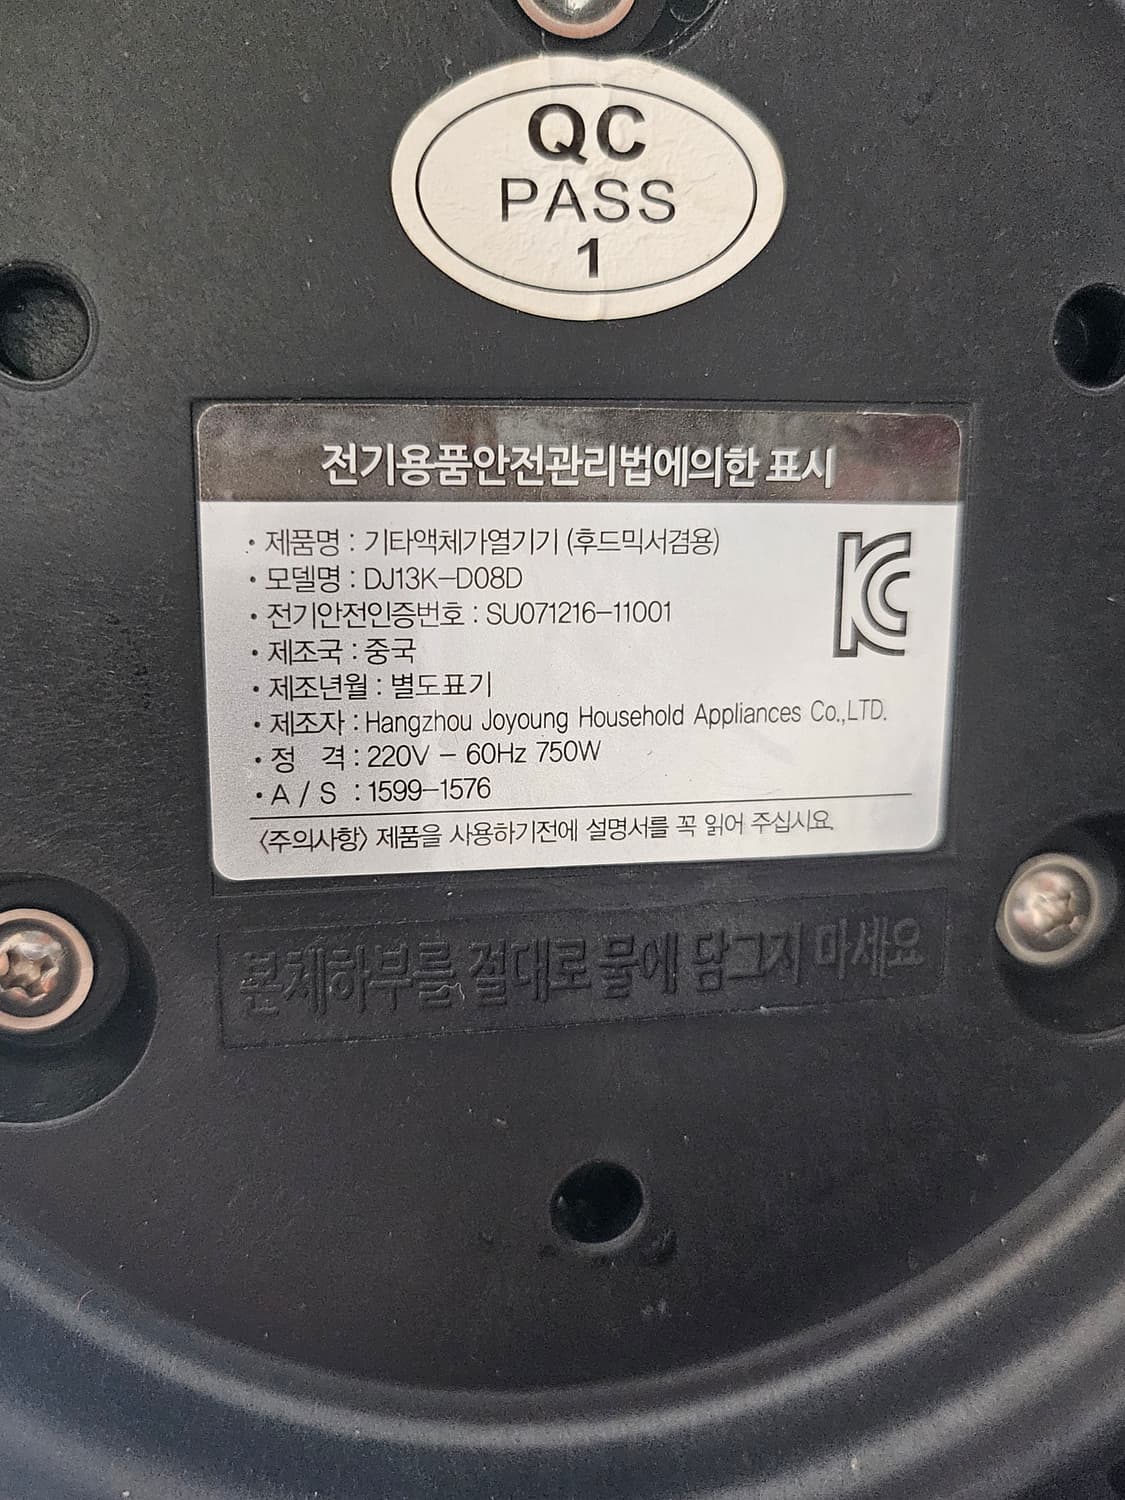 QC
PASS
1
전기용품안전관리법에의한 표시
· 제품명 : 기타액체가열기기 (후드믹서겸용)
· 모델명 : DJ13K-D08D
· 전기안전인증번호 : SU071216-11001
· 제조국 : 중국
· 제조년월 : 별도표기
· 제조자 : Hangzhou Joyoung Household Appliances Co.,LTD.
· 정 격 : 220V - 60Hz 750W
· A / S : 1599-1576
KC
<주의사항> 제품을 사용하기전에 설명서를 꼭 읽어 주십시요.
본체하부를 절대로 물에 담그지 마세요